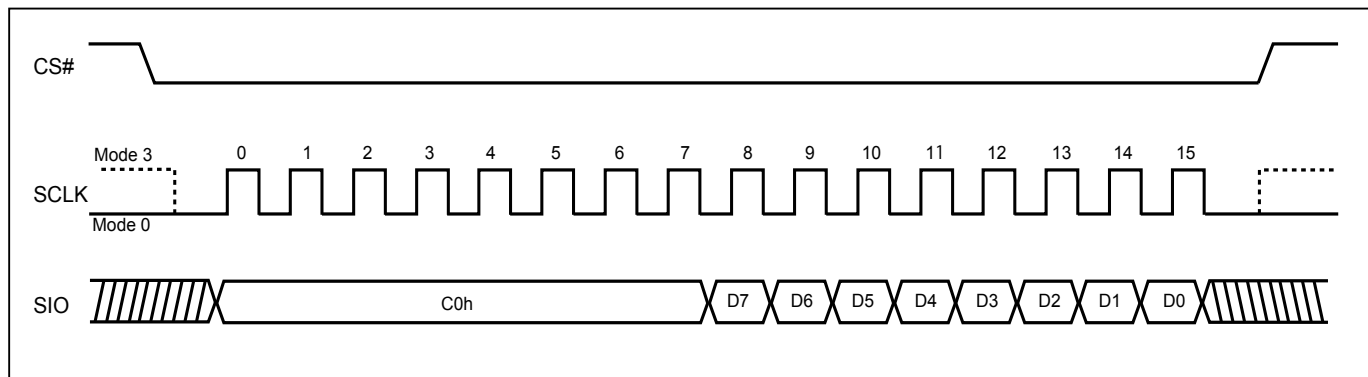 CS#
Mode 3
0 1 2 3 4 5 6 7 8 9 10 11 12 13 14 15
SCLK
Mode 0
SIO
C0h D7 D6 D5 D4 D3 D2 D1 D0